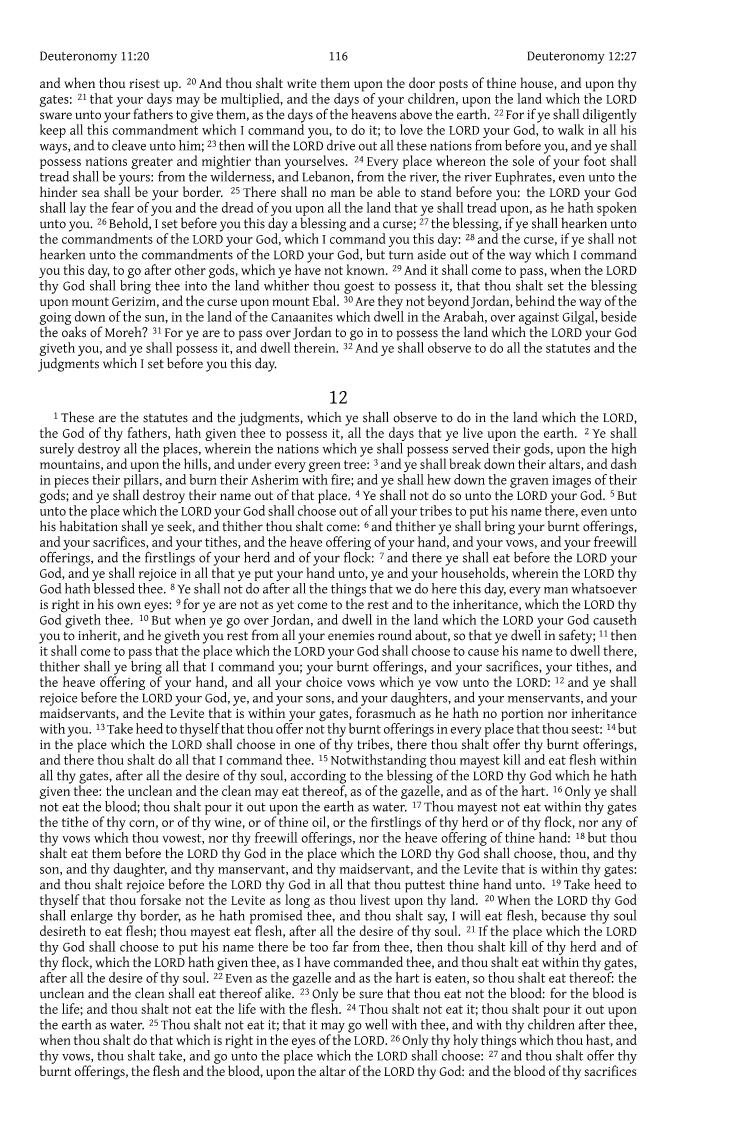 Deuteronomy 11:20 116 Deuteronomy 12:27
and when thou risest up. 20 And thou shalt write them upon the door posts of thine house, and upon thy
gates: 21 that your days may be multiplied, and the days of your children, upon the land which the LORD
sware unto your fathers to give them, as the days of the heavens above the earth. 22 For if ye shall diligently
keep all this commandment which I command you, to do it; to love the LORD your God, to walk in all his
ways, and to cleave unto him; 23 then will the LORD drive out all these nations from before you, and ye shall
possess nations greater and mightier than yourselves. 24 Every place whereon the sole of your foot shall
tread shall be yours: from the wilderness, and Lebanon, from the river, the river Euphrates, even unto the
hinder sea shall be your border. 25 There shall no man be able to stand before you: the LORD your God
shall lay the fear of you and the dread of you upon all the land that ye shall tread upon, as he hath spoken
unto you. 26 Behold, I set before you this day a blessing and a curse; 27 the blessing, if ye shall hearken unto
the commandments of the LORD your God, which I command you this day: 28 and the curse, if ye shall not
hearken unto the commandments of the LORD your God, but turn aside out of the way which I command
you this day, to go after other gods, which ye have not known. 29 And it shall come to pass, when the LORD
thy God shall bring thee into the land whither thou goest to possess it, that thou shalt set the blessing
upon mount Gerizim, and the curse upon mount Ebal. 30 Are they not beyond Jordan, behind the way of the
going down of the sun, in the land of the Canaanites which dwell in the Arabah, over against Gilgal, beside
the oaks of Moreh? 31 For ye are to pass over Jordan to go in to possess the land which the LORD your God
giveth you, and ye shall possess it, and dwell therein. 32 And ye shall observe to do all the statutes and the
judgments which I set before you this day.
12
1 These are the statutes and the judgments, which ye shall observe to do in the land which the LORD,
the God of thy fathers, hath given thee to possess it, all the days that ye live upon the earth. 2 Ye shall
surely destroy all the places, wherein the nations which ye shall possess served their gods, upon the high
mountains, and upon the hills, and under every green tree: 3 and ye shall break down their altars, and dash
in pieces their pillars, and burn their Asherim with fire; and ye shall hew down the graven images of their
gods; and ye shall destroy their name out of that place. 4 Ye shall not do so unto the LORD your God. 5 But
unto the place which the LORD your God shall choose out of all your tribes to put his name there, even unto
his habitation shall ye seek, and thither thou shalt come: 6 and thither ye shall bring your burnt offerings,
and your sacrifices, and your tithes, and the heave offering of your hand, and your vows, and your freewill
offerings, and the firstlings of your herd and of your flock: 7 and there ye shall eat before the LORD your
God, and ye shall rejoice in all that ye put your hand unto, ye and your households, wherein the LORD thy
God hath blessed thee. 8 Ye shall not do after all the things that we do here this day, every man whatsoever
is right in his own eyes: 9 for ye are not as yet come to the rest and to the inheritance, which the LORD thy
God giveth thee. 10 But when ye go over Jordan, and dwell in the land which the LORD your God causeth
you to inherit, and he giveth you rest from all your enemies round about, so that ye dwell in safety; 11 then
it shall come to pass that the place which the LORD your God shall choose to cause his name to dwell there,
thither shall ye bring all that I command you; your burnt offerings, and your sacrifices, your tithes, and
the heave offering of your hand, and all your choice vows which ye vow unto the LORD: 12 and ye shall
rejoice before the LORD your God, ye, and your sons, and your daughters, and your menservants, and your
maidservants, and the Levite that is within your gates, forasmuch as he hath no portion nor inheritance
with you. 13 Take heed to thyself that thou offer not thy burnt offerings in every place that thou seest: 14 but
in the place which the LORD shall choose in one of thy tribes, there thou shalt offer thy burnt offerings,
and there thou shalt do all that I command thee. 15 Notwithstanding thou mayest kill and eat flesh within
all thy gates, after all the desire of thy soul, according to the blessing of the LORD thy God which he hath
given thee: the unclean and the clean may eat thereof, as of the gazelle, and as of the hart. 16 Only ye shall
not eat the blood; thou shalt pour it out upon the earth as water. 17 Thou mayest not eat within thy gates
the tithe of thy corn, or of thy wine, or of thine oil, or the firstlings of thy herd or of thy flock, nor any of
thy vows which thou vowest, nor thy freewill offerings, nor the heave offering of thine hand: 18 but thou
shalt eat them before the LORD thy God in the place which the LORD thy God shall choose, thou, and thy
son, and thy daughter, and thy manservant, and thy maidservant, and the Levite that is within thy gates:
and thou shalt rejoice before the LORD thy God in all that thou puttest thine hand unto. 19 Take heed to
thyself that thou forsake not the Levite as long as thou livest upon thy land. 20 When the LORD thy God
shall enlarge thy border, as he hath promised thee, and thou shalt say, I will eat flesh, because thy soul
desireth to eat flesh; thou mayest eat flesh, after all the desire of thy soul. 21 If the place which the LORD
thy God shall choose to put his name there be too far from thee, then thou shalt kill of thy herd and of
thy flock, which the LORD hath given thee, as I have commanded thee, and thou shalt eat within thy gates,
after all the desire of thy soul. 22 Even as the gazelle and as the hart is eaten, so thou shalt eat thereof: the
unclean and the clean shall eat thereof alike. 23 Only be sure that thou eat not the blood: for the blood is
the life; and thou shalt not eat the life with the flesh. 24 Thou shalt not eat it; thou shalt pour it out upon
the earth as water. 25 Thou shalt not eat it; that it may go well with thee, and with thy children after thee,
when thou shalt do that which is right in the eyes of the LORD. 26 Only thy holy things which thou hast, and
thy vows, thou shalt take, and go unto the place which the LORD shall choose: 27 and thou shalt offer thy
burnt offerings, the flesh and the blood, upon the altar of the LORD thy God: and the blood of thy sacrifices